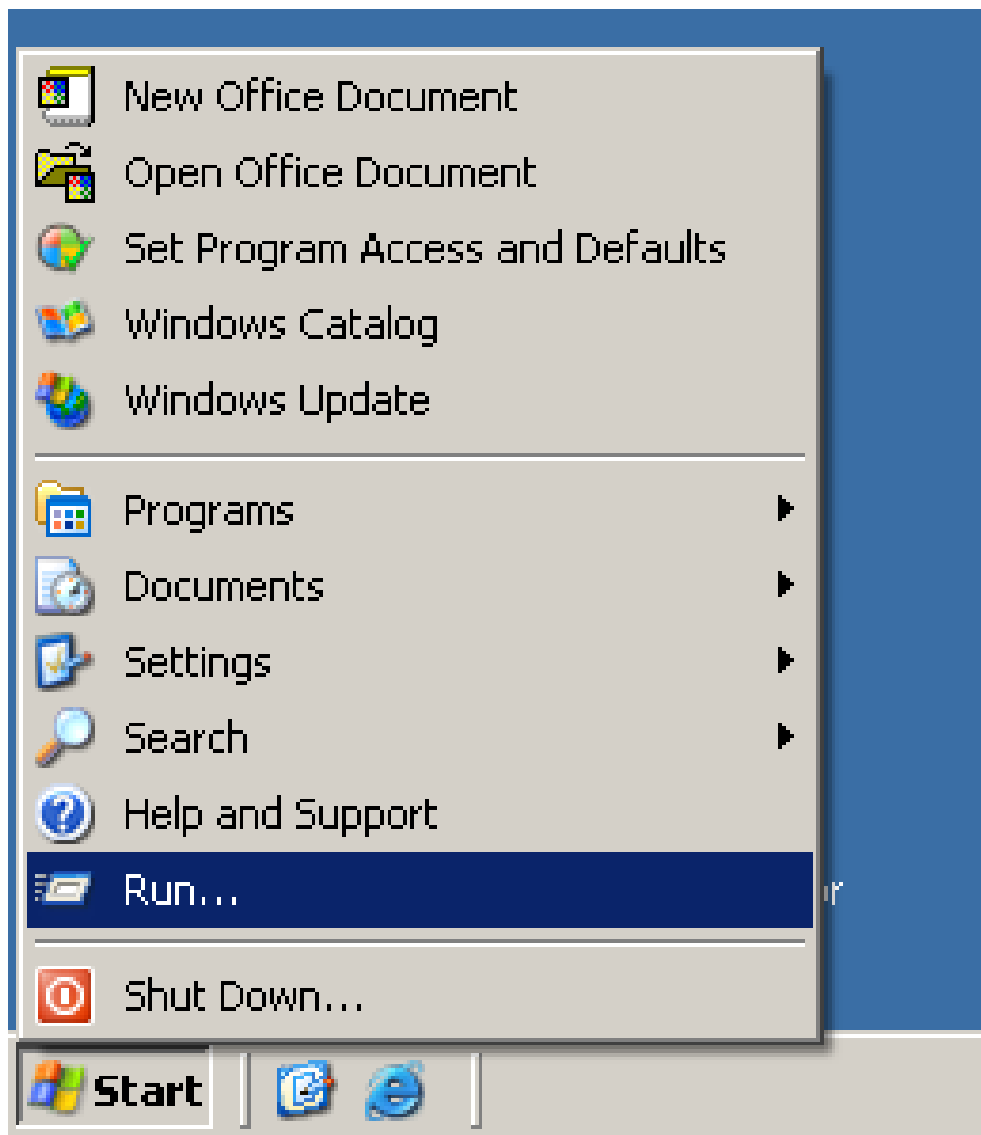 New Office Document
Open Office Document
Set Program Access and Defaults
Windows Catalog
Windows Update
Programs
Documents
Settings
Search
Help and Support
Run...
Shut Down...
Start